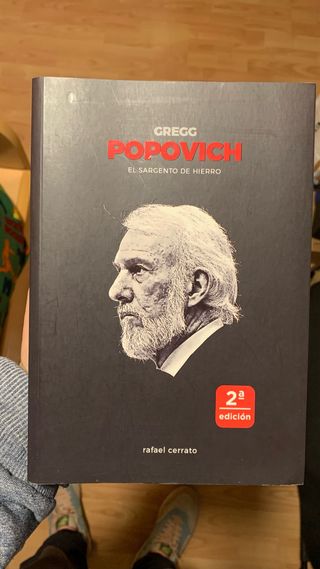 GREGG
POPOVICH
EL SARGENTO DE HIERRO
2ª
edición
rafael cerrato